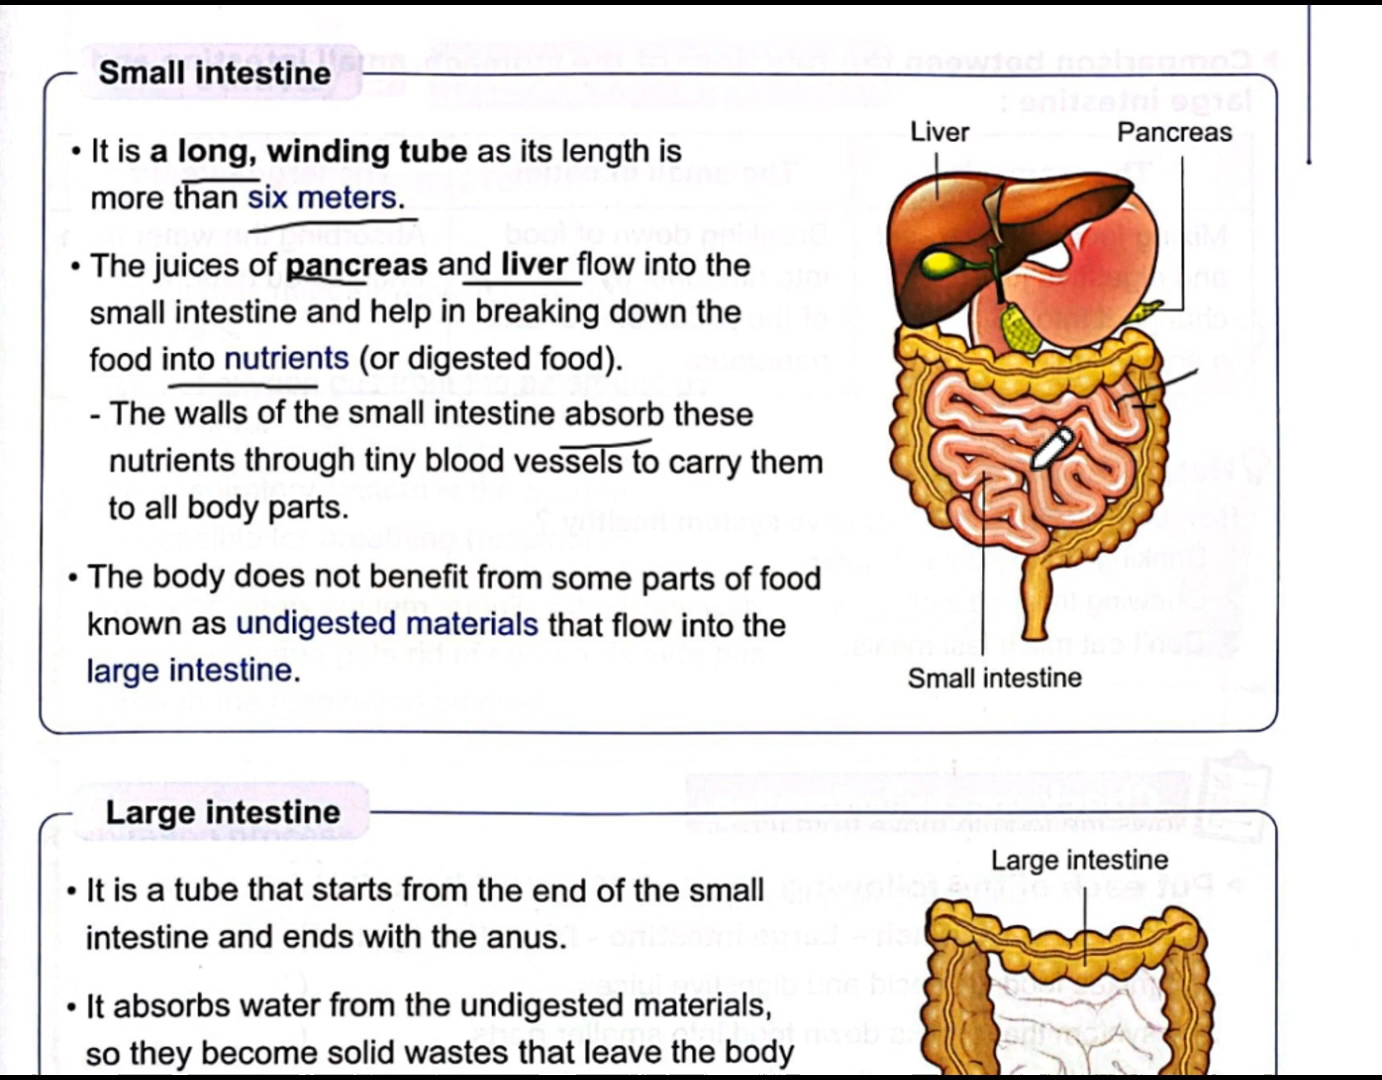 Small intestine
• It is a long, winding tube as its length is
more than six meters.
• The juices of pancreas and liver flow into the
small intestine and help in breaking down the
food into nutrients (or digested food).
- The walls of the small intestine absorb these
nutrients through tiny blood vessels to carry them
to all body parts.
• The body does not benefit from some parts of food
known as undigested materials that flow into the
large intestine.
Liver
Pancreas
Small intestine
Large intestine
• It is a tube that starts from the end of the small
intestine and ends with the anus.
• It absorbs water from the undigested materials,
so they become solid wastes that leave the body
Large intestine